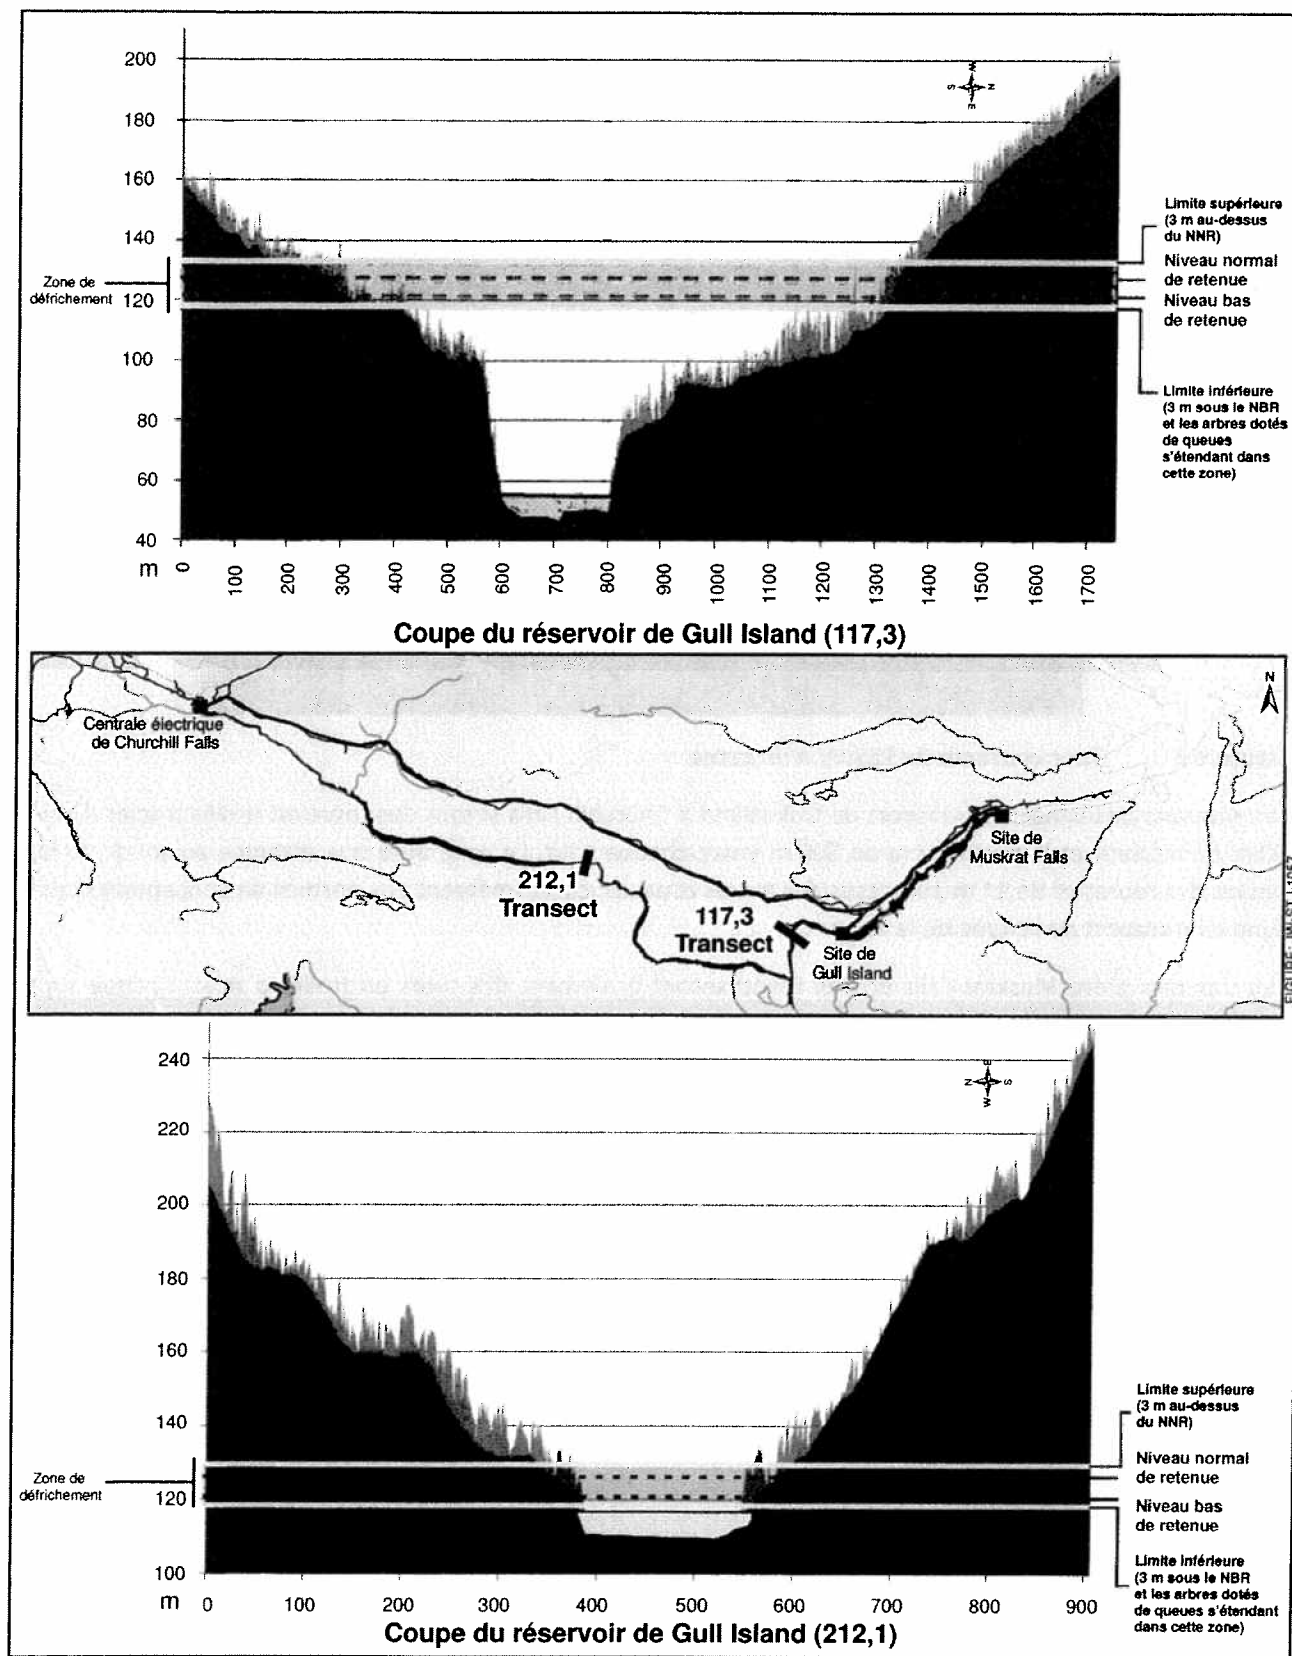 200
180
160
140
120
100
80
60
40
m
Zone de
défrichement
W
S
N
E
Limite supérieure
(3 m au-dessus
du NNR)
Niveau normal
de retenue
Niveau bas
de retenue
Limite inférieure
(3 m sous le NBR
et les arbres dotés
de queues
s'étendant dans
cette zone)
0
100
200
300
400
500
600
700
800
900
1000
1100
1200
1300
1400
1500
1600
1700
Coupe du réservoir de Gull Island (117,3)
N
Centrale électrique
de Churchill Falls
212,1
Transect
117,3
Transect
Site de
Muskrat Falls
Site de
Gull Island
240
220
200
180
160
140
120
100
m
Zone de
défrichement
E
N
S
W
Limite supérieure
(3 m au-dessus
du NNR)
Niveau normal
de retenue
Niveau bas
de retenue
Limite inférieure
(3 m sous le NBR
et les arbres dotés
de queues s'étendant
dans cette zone)
0
100
200
300
400
500
600
700
800
900
Coupe du réservoir de Gull Island (212,1)